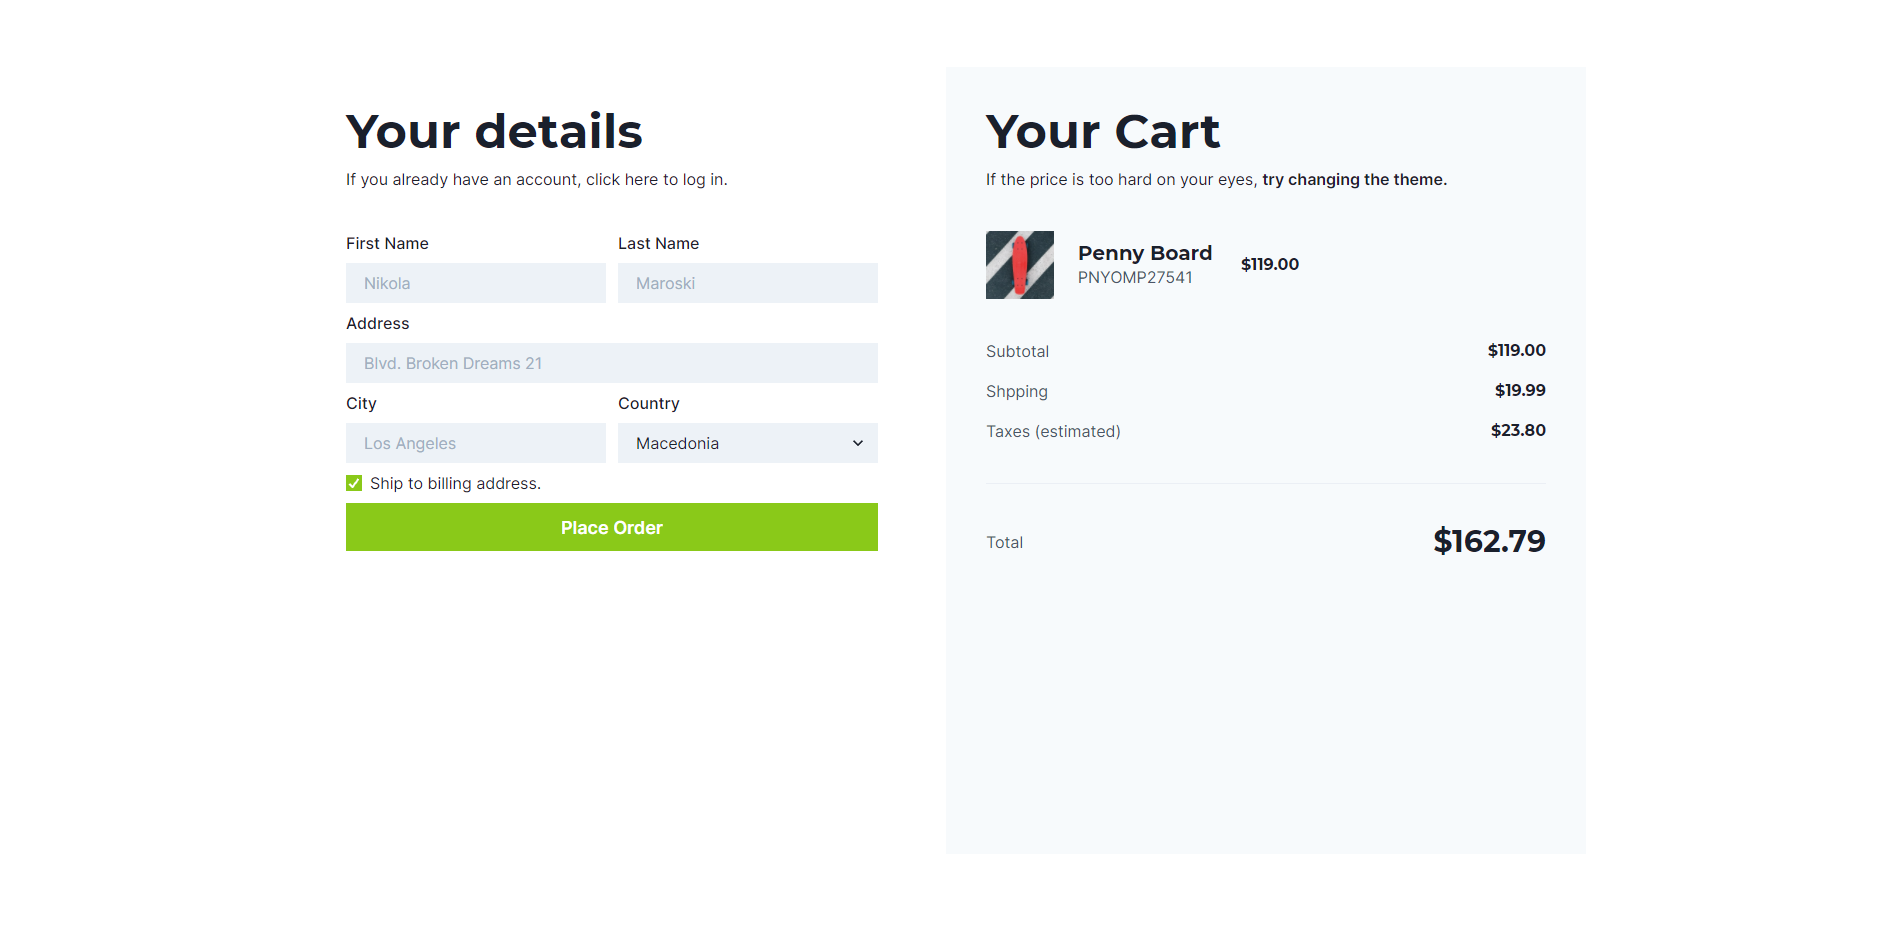 Your details
If you already have an account, click here to log in.
First Name
Last Name
Nikola
Maroski
Address
Blvd. Broken Dreams 21
City
Country
Los Angeles
Macedonia
Ship to billing address.
Place Order
Your Cart
If the price is too hard on your eyes, try changing the theme.
Penny Board
PNYOMP27541
$119.00
Subtotal
$119.00
Shpping
$19.99
Taxes (estimated)
$23.80
Total
$162.79